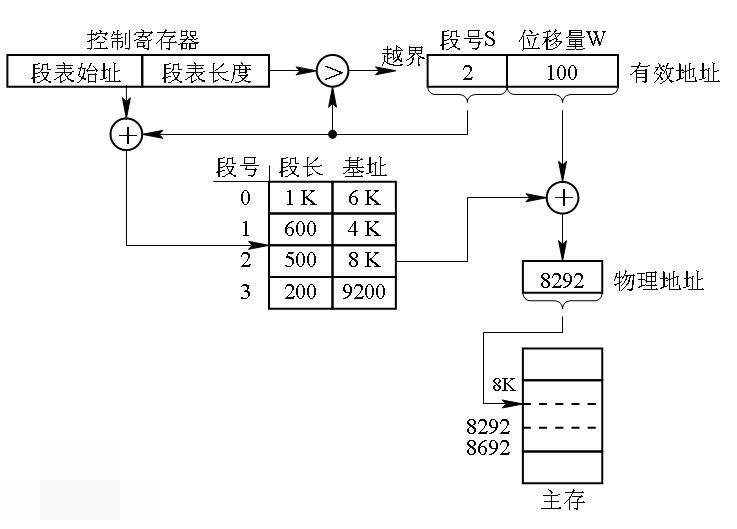 控制寄存器
段表始址 段表长度
>
越界
段号S 位移量W
2 100
有效地址
+
段号 段长 基址
0 1 K 6 K
1 600 4 K
2 500 8 K
3 200 9200
+
8292
物理地址
8K
8292
8692
主存